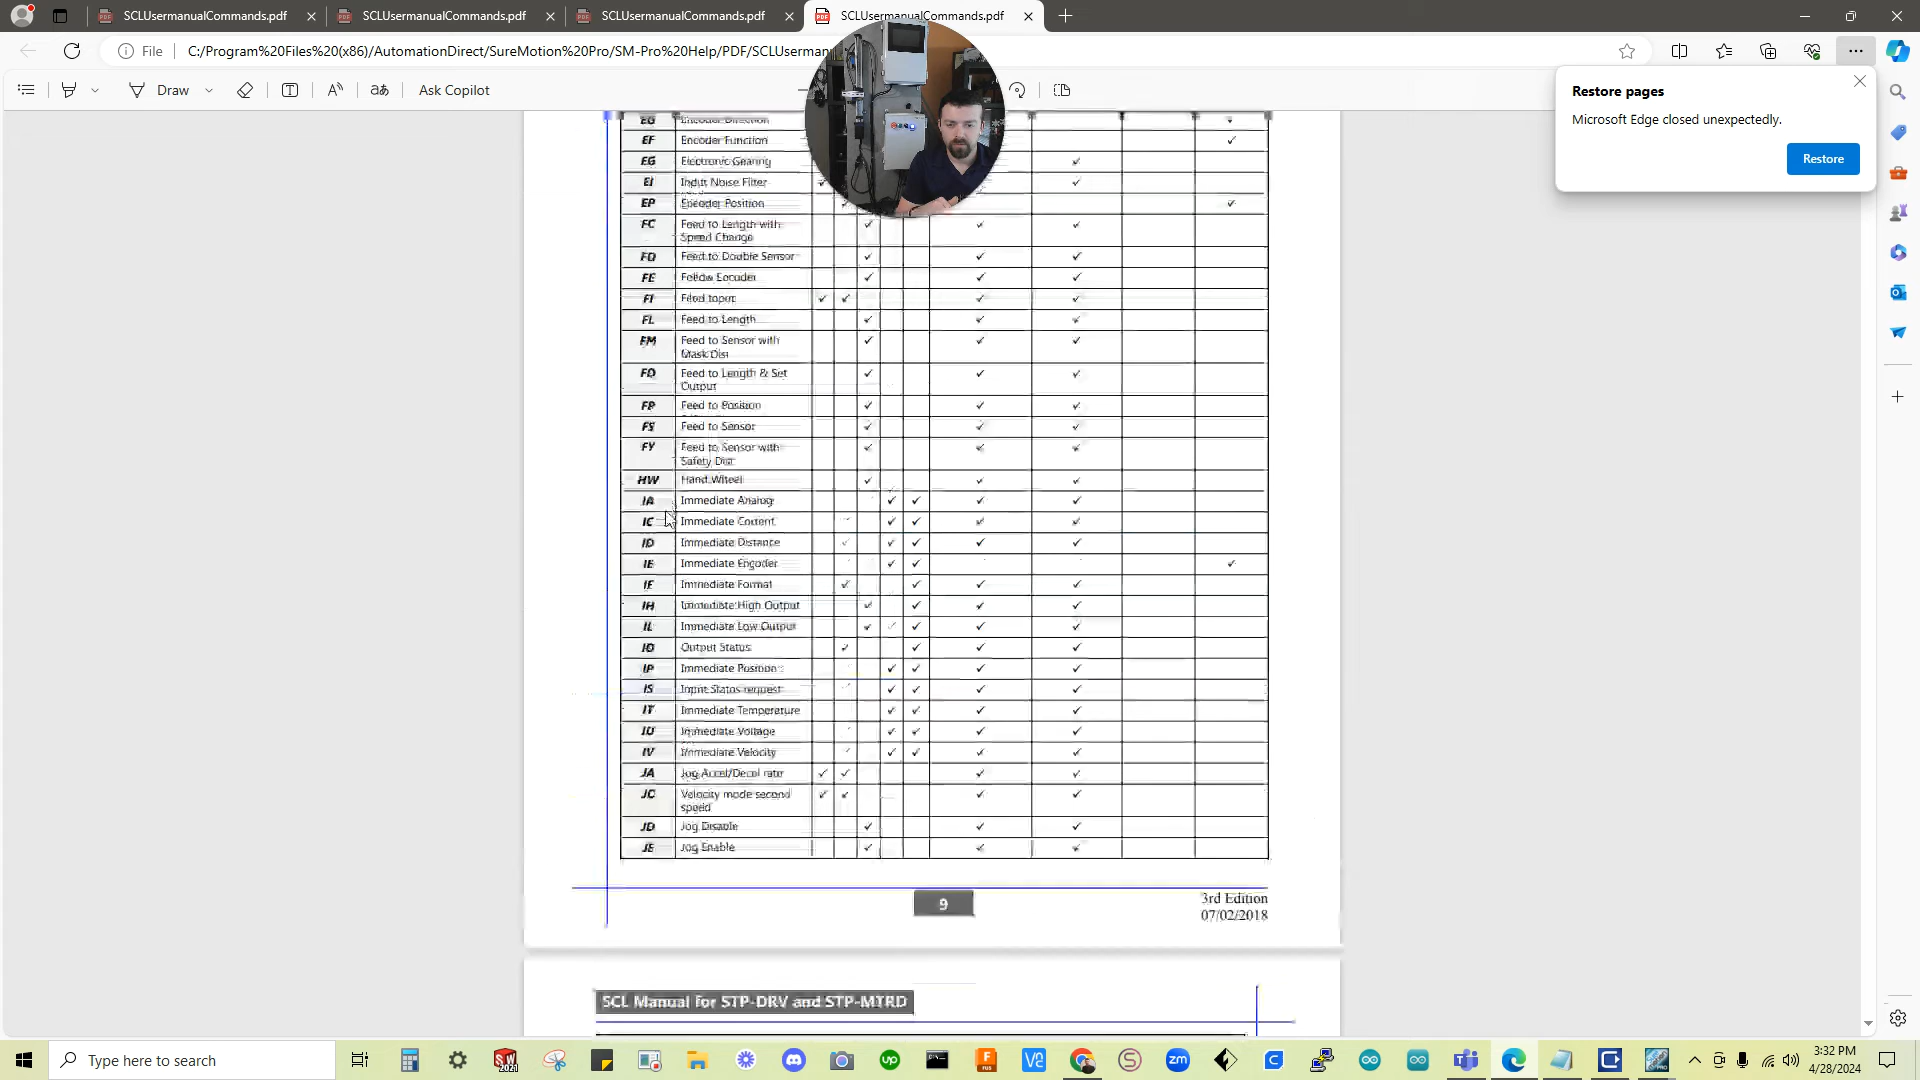 SCLUsermanualCommands.pdf
SCLUsermanualCommands.pdf
SCLUsermanualCommands.pdf
SCLUsermanualCommands.pdf
File
C:/Program%20Files%20(x86)/AutomationDirect/SureMotion%20Pro/SM-Pro%20Help/PDF/SCLUserman
Draw
Ask Copilot
Restore pages
Microsoft Edge closed unexpectedly.
Restore
Encoder Direction
EF Encoder Function
EG Electronic Gearing
EI Input Noise Filter
EP Encoder Position
FC Feed to Length with
Speed Change
FD Feed to Double Sensor
FE Follow Encoder
FI Filter Input
FL Feed to Length
FM Feed to Sensor with
Mask Dist
FO Feed to Length & Set
Output
FP Feed to Position
FS Feed to Sensor
FY Feed to Sensor with
Safety Dist
HW Hand Wheel
IA Immediate Analog
IC Immediate Current
ID Immediate Distance
IE Immediate Encoder
IF Immediate Format
IH Immediate High Output
IL Immediate Low Output
IO Output Status
IP Immediate Position
IS Input Status request
IT Immediate Temperature
IU Immediate Voltage
IV Immediate Velocity
JA Jog Accel/Decel rate
JC Velocity mode second
speed
JD Jog Disable
JE Jog Enable
9
3rd Edition
07/02/2018
SCL Manual for STP-DRV and STP-MTRD
Type here to search
3:32 PM
4/28/2024